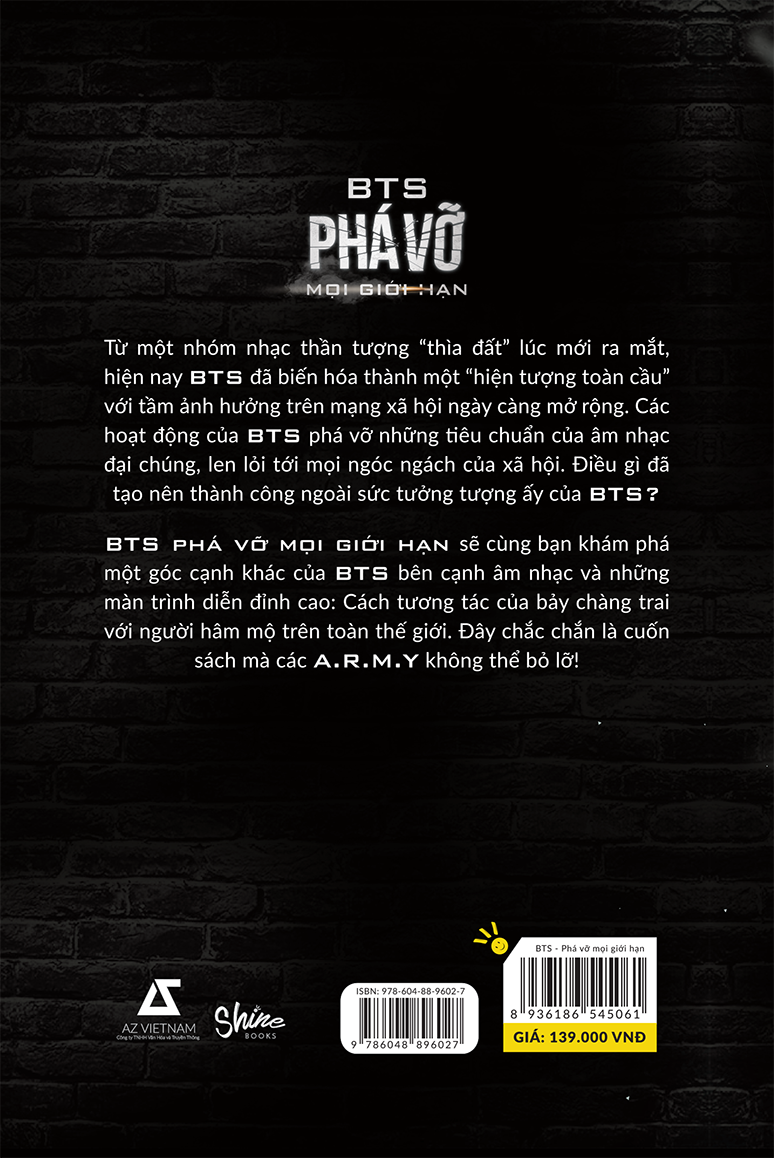 BTS
PHÁ VỠ
MỌI GIỚI HẠN
Từ một nhóm nhạc thần tượng “thìa đất” lúc mới ra mắt,
hiện nay BTS đã biến hóa thành một “hiện tượng toàn cầu”
với tầm ảnh hưởng trên mạng xã hội ngày càng mở rộng. Các
hoạt động của BTS phá vỡ những tiêu chuẩn của âm nhạc
đại chúng, len lỏi tới mọi ngóc ngách của xã hội. Điều gì đã
tạo nên thành công ngoài sức tưởng tượng ấy của BTS?
BTS PHÁ VỠ MỌI GIỚI HẠN sẽ cùng bạn khám phá
một góc cạnh khác của BTS bên cạnh âm nhạc và những
màn trình diễn đỉnh cao: Cách tương tác của bảy chàng trai
với người hâm mộ trên toàn thế giới. Đây chắc chắn là cuốn
sách mà các A.R.M.Y không thể bỏ lỡ!
AZ VIETNAM
Công ty TNHH Văn Hóa và Truyền Thông
Shine
BOOKS
ISBN: 978-604-88-9602-7
9 786048 896027
BTS - Phá vỡ mọi giới hạn
8 936186 545061
GIÁ: 139.000 VNĐ